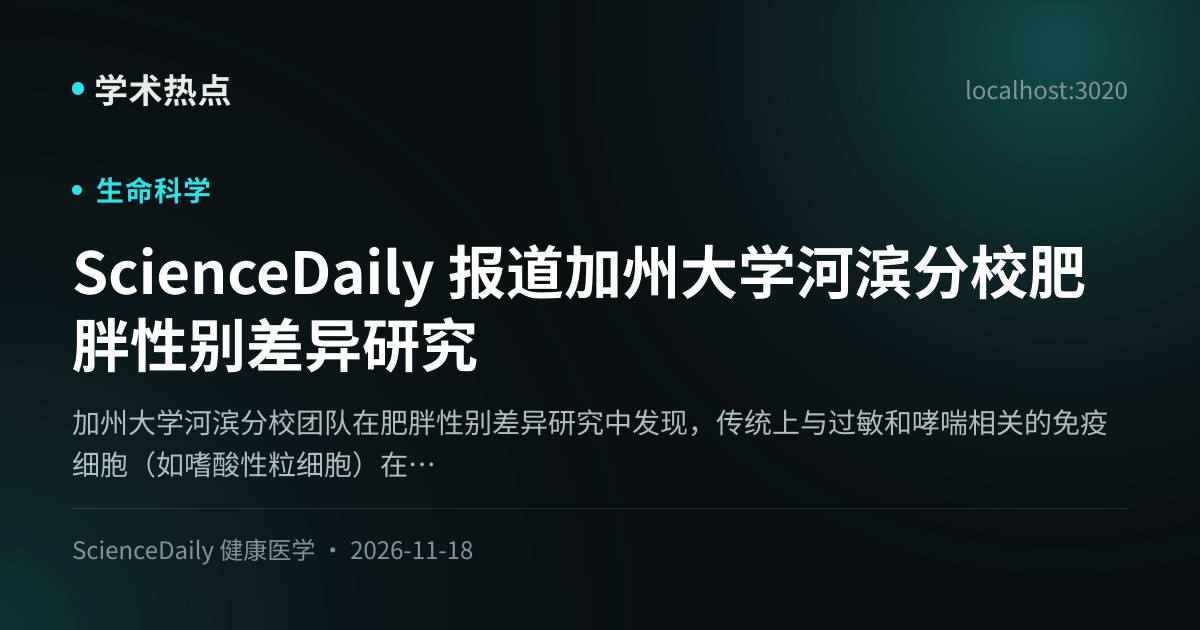 学术热点
localhost:3020
生命科学
ScienceDaily 报道加州大学河滨分校肥
胖性别差异研究
加州大学河滨分校团队在肥胖性别差异研究中发现，传统上与过敏和哮喘相关的免疫
细胞（如嗜酸性粒细胞）在…
ScienceDaily 健康医学 · 2026-11-18